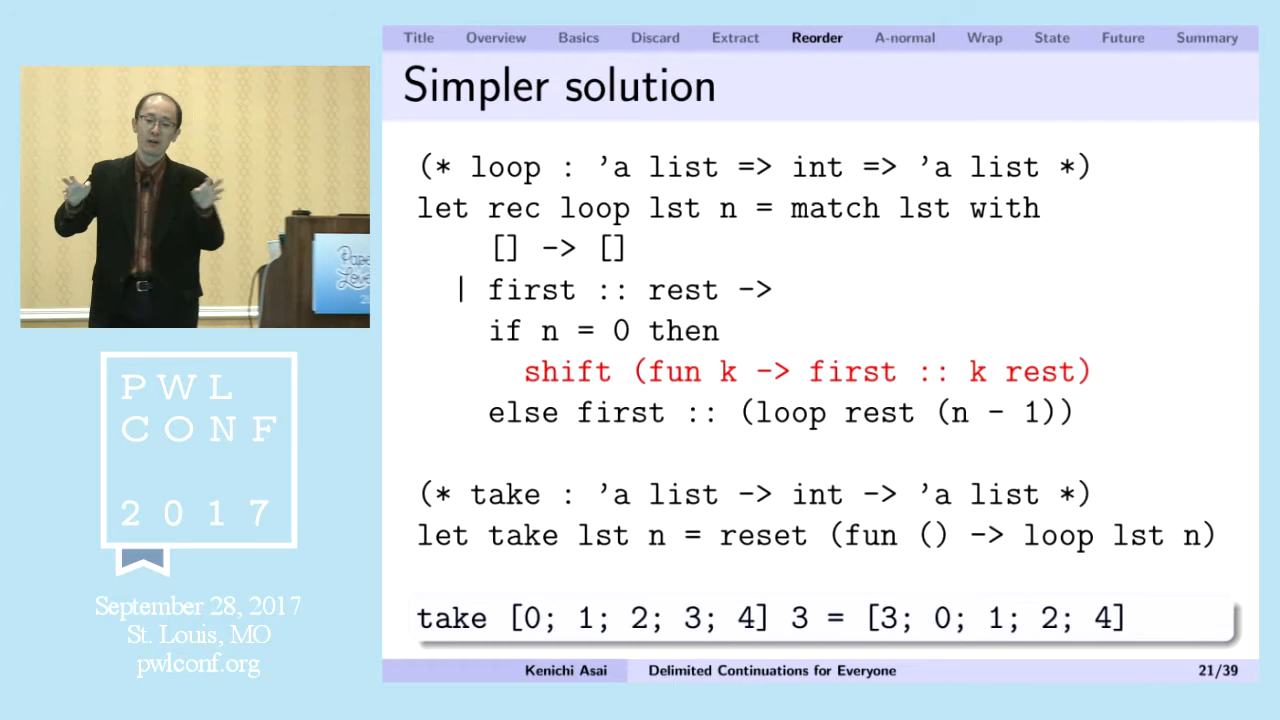 Title Overview Basics Discard Extract Reorder A-normal Wrap State Future Summary
Simpler solution
(* loop : 'a list => int => 'a list *)
let rec loop lst n = match lst with
[] -> []
| first :: rest ->
if n = 0 then
shift (fun k -> first :: k rest)
else first :: (loop rest (n - 1))
(* take : 'a list -> int -> 'a list *)
let take lst n = reset (fun () -> loop lst n)
take [0; 1; 2; 3; 4] 3 = [3; 0; 1; 2; 4]
Kenichi Asai Delimited Continuations for Everyone 21/39
PWL
CONF
2017
September 28, 2017
St. Louis, MO
pwlconf.org